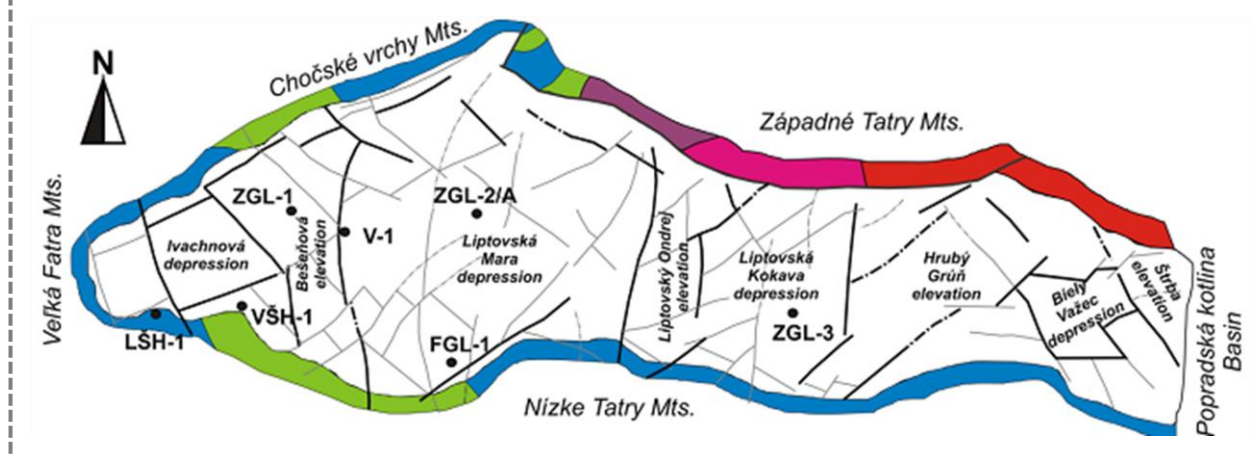 N
Chočské vrchy Mts.
Západné Tatry Mts.
Veľká Fatra Mts.
ZGL-1
ZGL-2/A
V-1
Ivachnová
depression
Bešeňová
elevation
Liptovská
Mara
depression
Liptovský Ondrej
elevation
Liptovská
Kokava
depression
Hrubý
Grúň
elevation
Biely
Važec
depression
Štrba
elevation
LŠH-1
VŠH-1
FGL-1
ZGL-3
Nízke Tatry Mts.
Popradská kotlina
Basin